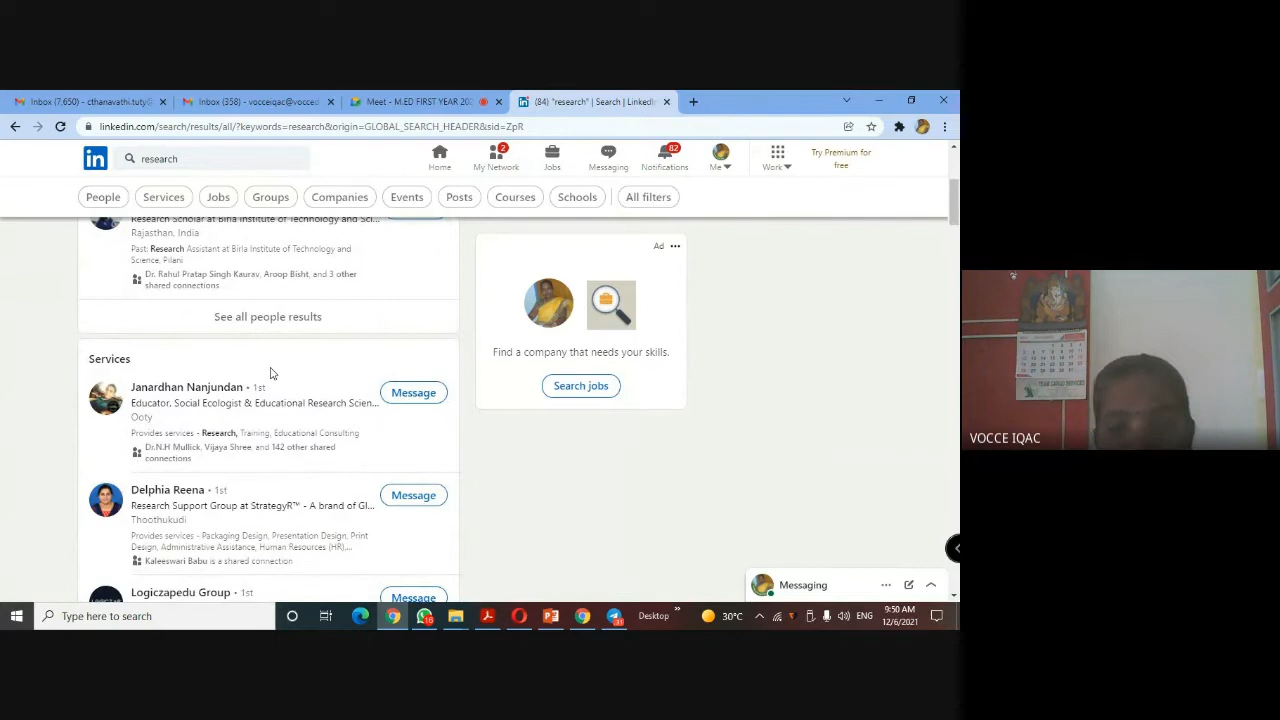 Inbox (7,650) - cthanavathi.tuty@
Inbox (358) - vocceiqac@vocced
Meet - M.ED FIRST YEAR 202
(84) "research" | Search | LinkedIn
linkedin.com/search/results/all/?keywords=research&origin=GLOBAL_SEARCH_HEADER&sid=ZpR
in
research
2
82
Home
My Network
Jobs
Messaging
Notifications
Me
Work
Try Premium for
free
People
Services
Jobs
Groups
Companies
Events
Posts
Courses
Schools
All filters
Research Scholar at Birla Institute of Technology and Sci...
Rajasthan, India
Past: Research Assistant at Birla Institute of Technology and
Science, Pilani
Dr. Rahul Pratap Singh Kaurav, Aroop Bisht, and 3 other
shared connections
See all people results
Services
Janardhan Nanjundan • 1st
Message
Educator, Social Ecologist & Educational Research Scien...
Ooty
Provides services - Research, Training, Educational Consulting
Dr.N.H Mullick, Vijaya Shree, and 142 other shared
connections
Delphia Reena • 1st
Message
Research Support Group at StrategyR™ - A brand of Gl...
Thoothukudi
Provides services - Packaging Design, Presentation Design, Print
Design, Administrative Assistance, Human Resources (HR),...
Kaleeswari Babu is a shared connection
Logiczapedu Group • 1st
Message
Ad
Find a company that needs your skills.
Search jobs
Messaging
Type here to search
Desktop
30°C
ENG
9:50 AM
12/6/2021
VOCCE IQAC